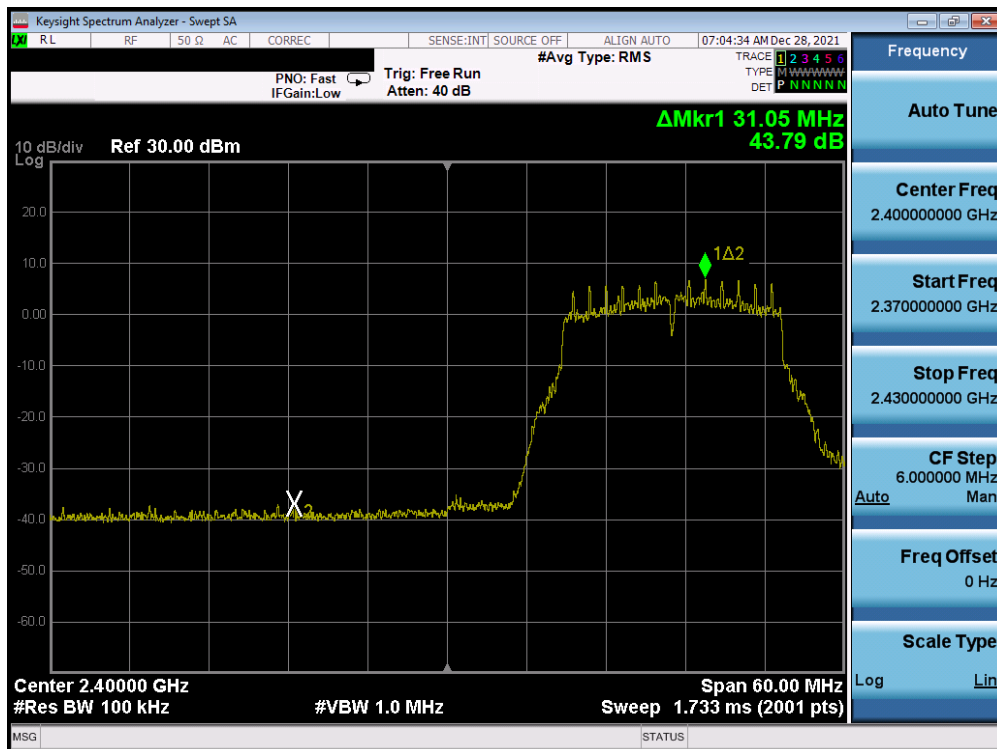 Keysight Spectrum Analyzer - Swept SA
LXI RL RF 50 Ω AC CORREC SENSE:INT SOURCE OFF ALIGN AUTO 07:04:34 AM Dec 28, 2021
Frequency
#Avg Type: RMS
TRACE 1 2 3 4 5 6
TYPE M WWWWW
DET P N N N N N
PNO: Fast
IFGain:Low
Trig: Free Run
Atten: 40 dB
ΔMkr1 31.05 MHz
43.79 dB
10 dB/div
Log
Ref 30.00 dBm
20.0
10.0
0.00
-10.0
-20.0
-30.0
-40.0
-50.0
-60.0
1Δ2
X2
Center 2.40000 GHz
Span 60.00 MHz
#Res BW 100 kHz
#VBW 1.0 MHz
Sweep 1.733 ms (2001 pts)
MSG
STATUS
Auto Tune
Center Freq
2.400000000 GHz
Start Freq
2.370000000 GHz
Stop Freq
2.430000000 GHz
CF Step
6.000000 MHz
Auto Man
Freq Offset
0 Hz
Scale Type
Log Lin